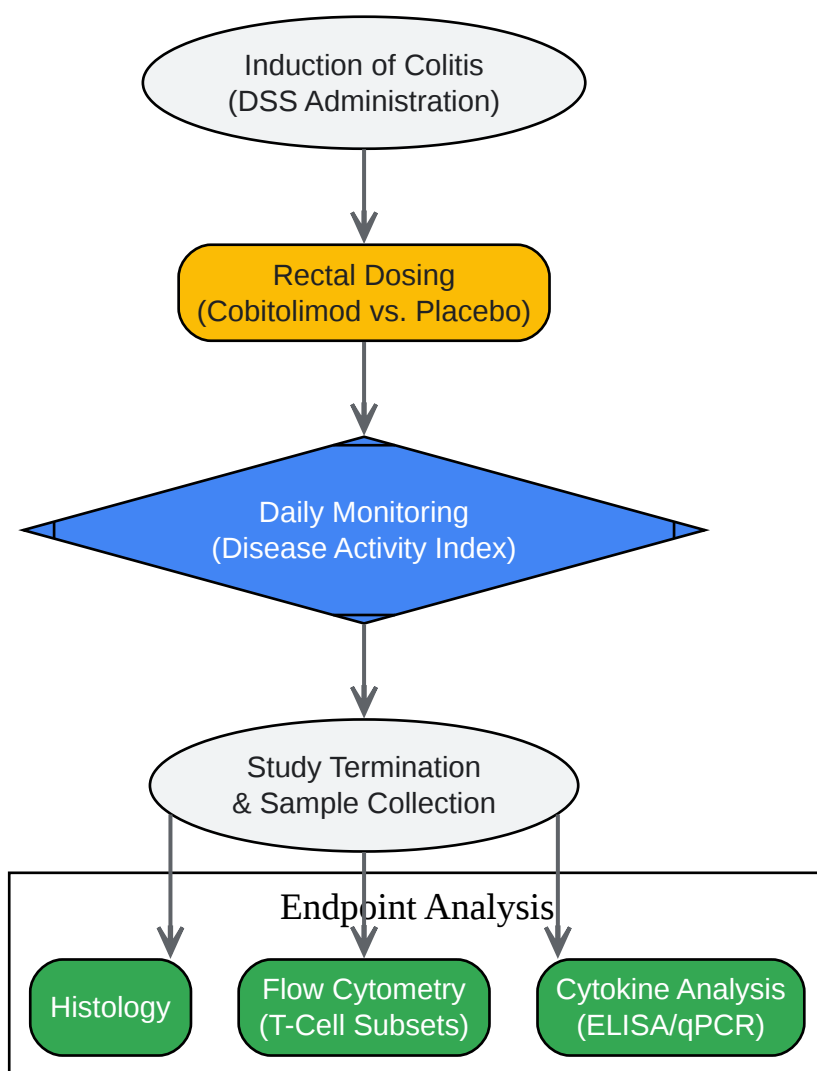 Induction of Colitis
(DSS Administration)
Rectal Dosing
(Cobitolimod vs. Placebo)
Daily Monitoring
(Disease Activity Index)
Study Termination
& Sample Collection
Endpoint Analysis
Histology
Flow Cytometry
(T-Cell Subsets)
Cytokine Analysis
(ELISA/qPCR)